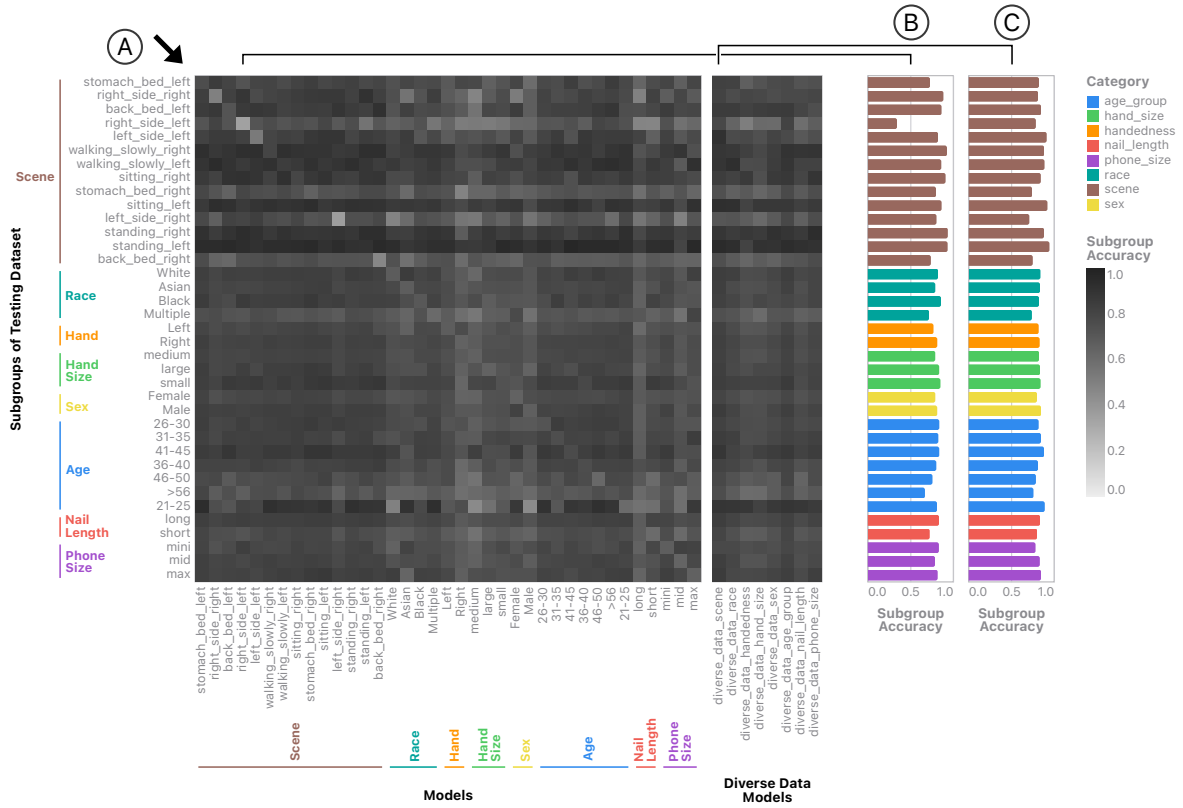 A
B
C
Subgroups of Testing Dataset
Scene
stomach_bed_left
right_side_right
back_bed_left
right_side_left
left_side_left
walking_slowly_right
walking_slowly_left
sitting_right
stomach_bed_right
sitting_left
left_side_right
standing_right
standing_left
back_bed_right
Race
White
Asian
Black
Multiple
Hand
Left
Right
Hand
Size
medium
large
small
Sex
Female
Male
Age
26-30
31-35
41-45
36-40
46-50
>56
21-25
Nail
Length
long
short
Phone
Size
mini
mid
max
stomach_bed_left
right_side_right
back_bed_left
right_side_left
left_side_left
walking_slowly_right
walking_slowly_left
sitting_right
stomach_bed_right
sitting_left
left_side_right
standing_right
standing_left
back_bed_right
White
Asian
Black
Multiple
Left
Right
medium
large
small
Female
Male
26-30
31-35
41-45
36-40
46-50
>56
21-25
long
short
mini
mid
max
diverse_data_scene
diverse_data_race
diverse_data_handedness
diverse_data_hand_size
diverse_data_sex
diverse_data_age_group
diverse_data_nail_length
diverse_data_phone_size
Scene
Race
Hand
Hand
Size
Sex
Age
Nail
Length
Phone
Size
Models
Diverse Data
Models
0.0 0.5 1.0
Subgroup
Accuracy
0.0 0.5 1.0
Subgroup
Accuracy
Category
age_group
hand_size
handedness
nail_length
phone_size
race
scene
sex
Subgroup
Accuracy
1.0
0.8
0.6
0.4
0.2
0.0